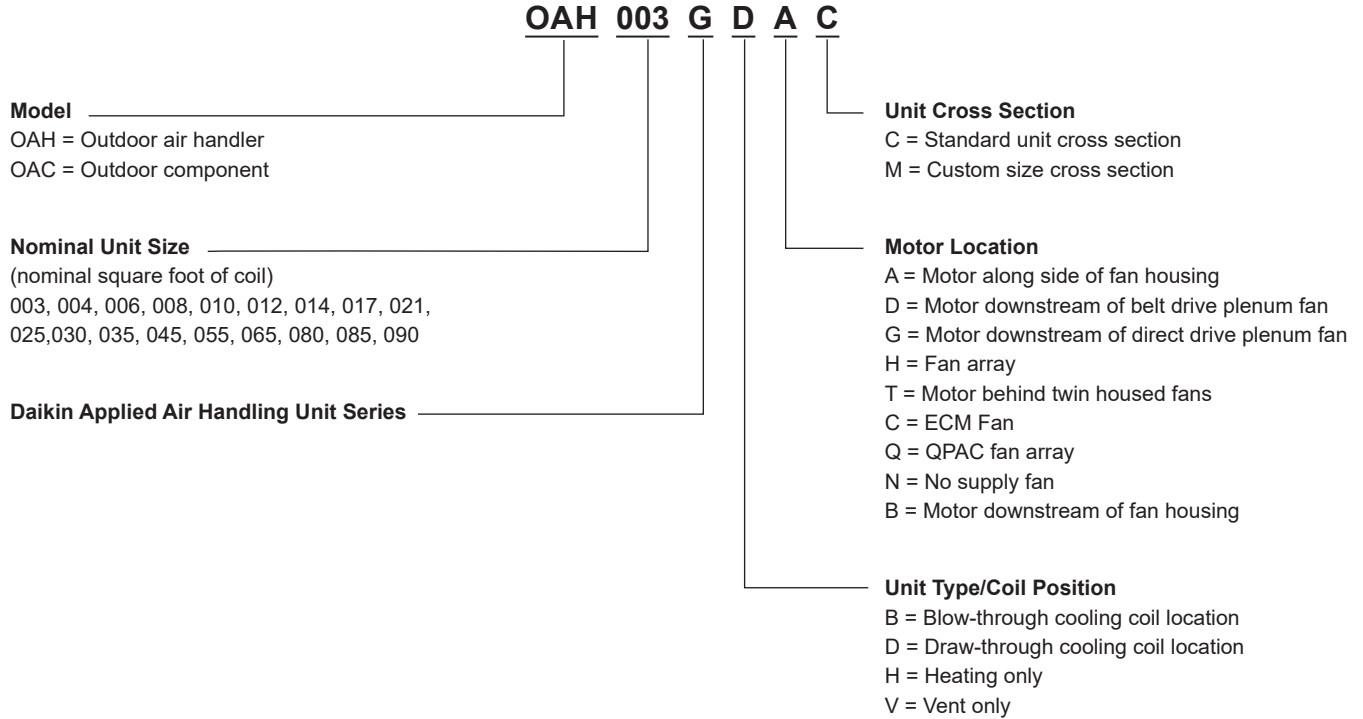 OAH 003 G D A C
Model
OAH = Outdoor air handler
OAC = Outdoor component
Nominal Unit Size
(nominal square foot of coil)
003, 004, 006, 008, 010, 012, 014, 017, 021,
025,030, 035, 045, 055, 065, 080, 085, 090
Daikin Applied Air Handling Unit Series
Unit Cross Section
C = Standard unit cross section
M = Custom size cross section
Motor Location
A = Motor along side of fan housing
D = Motor downstream of belt drive plenum fan
G = Motor downstream of direct drive plenum fan
H = Fan array
T = Motor behind twin housed fans
C = ECM Fan
Q = QPAC fan array
N = No supply fan
B = Motor downstream of fan housing
Unit Type/Coil Position
B = Blow-through cooling coil location
D = Draw-through cooling coil location
H = Heating only
V = Vent only